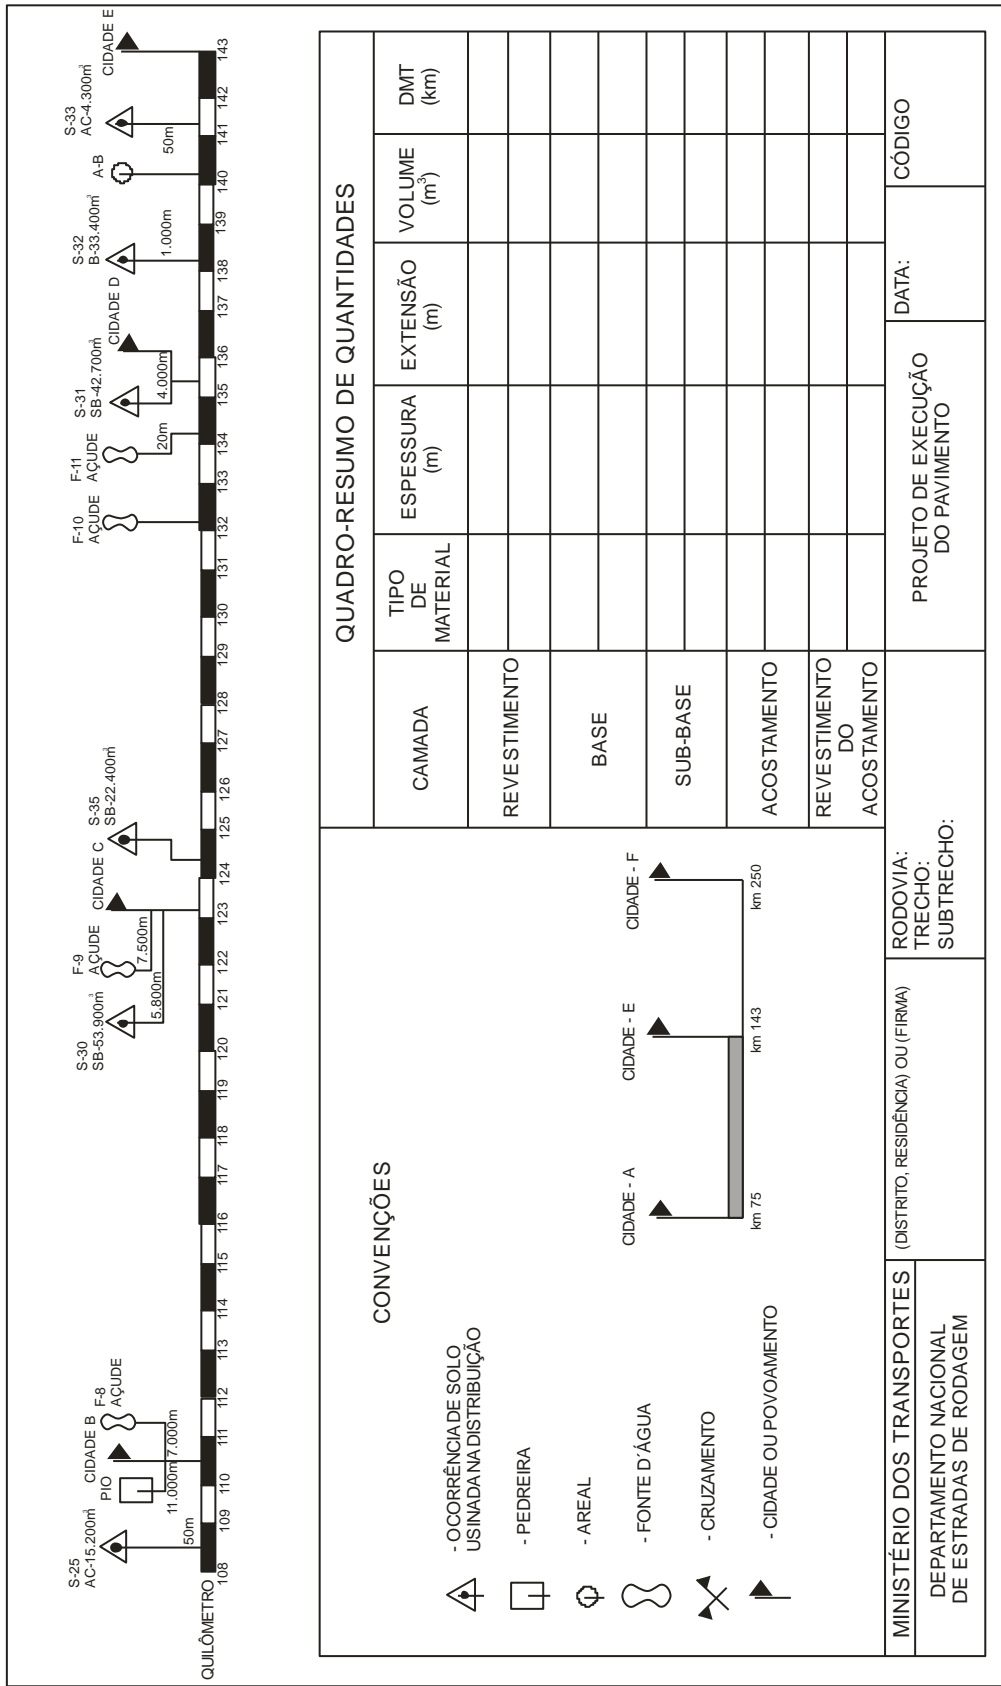 S-25
AC-15.200m³
50m
PIO
CIDADE B
F-8
AÇUDE
11.000m
7.000m
S-30
SB-53.900m³
5.800m
F-9
AÇUDE
7.500m
CIDADE C
S-35
SB-22.400m³
F-10
AÇUDE
F-11
AÇUDE
20m
S-31
SB-42.700m³
4.000m
CIDADE D
S-32
B-33.400m³
1.000m
A-B
S-33
AC-4.300m³
50m
CIDADE E
QUILÔMETRO
108 109 110 111 112 113 114 115 116 117 118 119 120 121 122 123 124 125 126 127 128 129 130 131 132 133 134 135 136 137 138 139 140 141 142 143
CONVENÇÕES
- OCORRÊNCIA DE SOLO
USINADA NA DISTRIBUIÇÃO
- PEDREIRA
- AREAL
- FONTE D´ÁGUA
- CRUZAMENTO
- CIDADE OU POVOAMENTO
CIDADE - A
CIDADE - E
CIDADE - F
km 75
km 143
km 250
QUADRO-RESUMO DE QUANTIDADES
CAMADA
TIPO
DE
MATERIAL
ESPESSURA
(m)
EXTENSÃO
(m)
VOLUME
(m³)
DMT
(km)
REVESTIMENTO
BASE
SUB-BASE
ACOSTAMENTO
REVESTIMENTO
DO
ACOSTAMENTO
MINISTÉRIO DOS TRANSPORTES
DEPARTAMENTO NACIONAL
DE ESTRADAS DE RODAGEM
(DISTRITO, RESIDÊNCIA) OU (FIRMA)
RODOVIA:
TRECHO:
SUBTRECHO:
PROJETO DE EXECUÇÃO
DO PAVIMENTO
DATA:
CÓDIGO